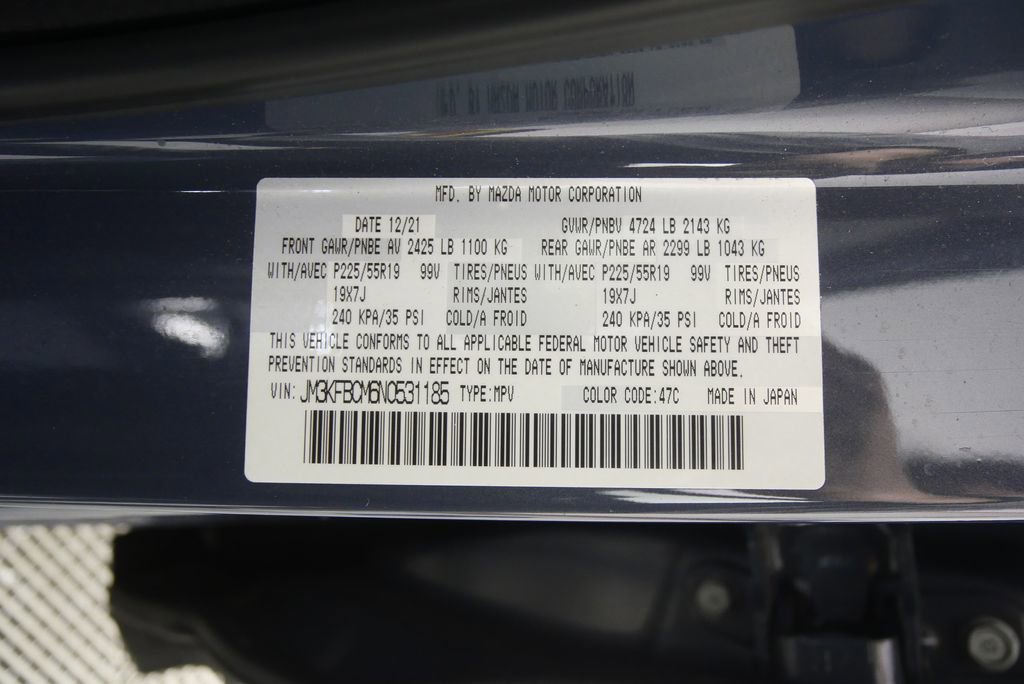 MFD. BY MAZDA MOTOR CORPORATION
DATE 12/21 GVWR/PNBV 4724 LB 2143 KG
FRONT GAWR/PNBE AV 2425 LB 1100 KG REAR GAWR/PNBE AR 2299 LB 1043 KG
WITH/AVEC P225/55R19 99V TIRES/PNEUS WITH/AVEC P225/55R19 99V TIRES/PNEUS
19X7J RIMS/JANTES 19X7J RIMS/JANTES
240 KPA/35 PSI COLD/A FROID 240 KPA/35 PSI COLD/A FROID
THIS VEHICLE CONFORMS TO ALL APPLICABLE FEDERAL MOTOR VEHICLE SAFETY AND THEFT
PREVENTION STANDARDS IN EFFECT ON THE DATE OF MANUFACTURE SHOWN ABOVE.
VIN: JM3KFBCM6N0531185 TYPE:MPV COLOR CODE:47C MADE IN JAPAN